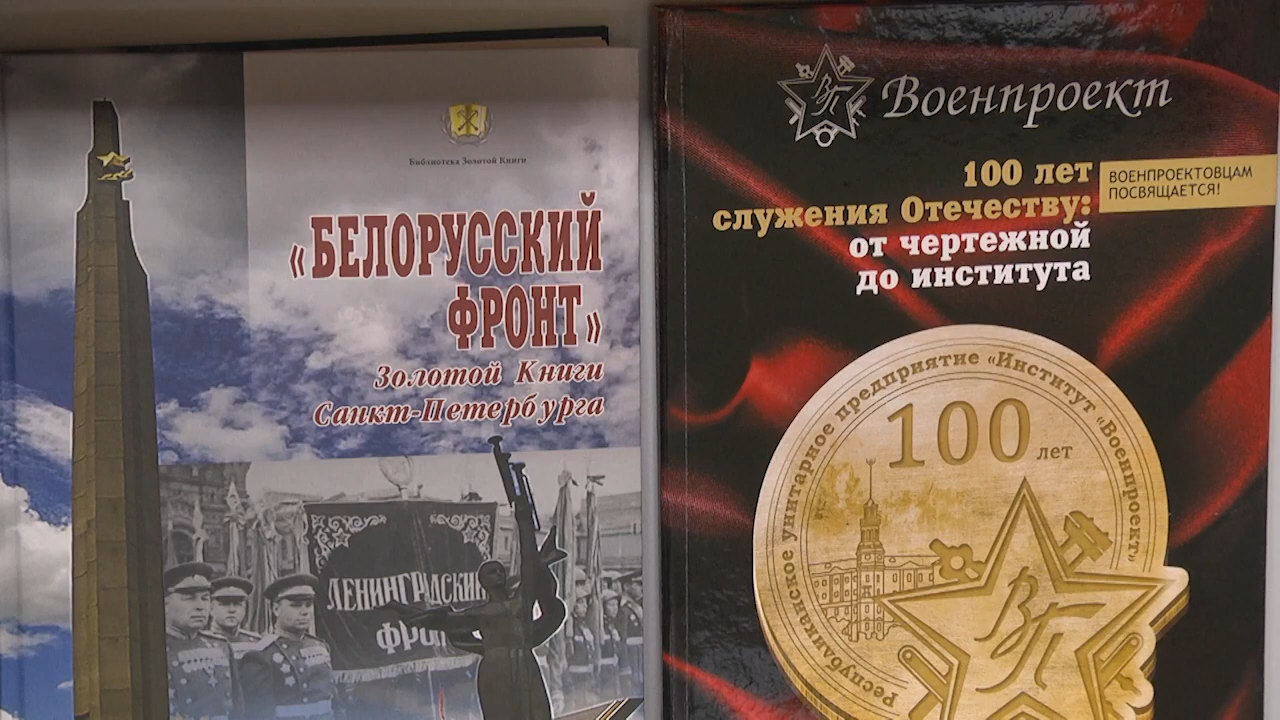 Библиотека Золотой Книги
«БЕЛОРУССКИЙ
ФРОНТ»
Золотой Книги
Санкт-Петербурга
ЛЕНИНГРАДСКИЙ
ФРОНТ
ВП
Военпроект
100 лет
служения Отечеству:
от чертежной
до института
ВОЕНПРОЕКТОВЦАМ
ПОСВЯЩАЕТСЯ!
Республиканское унитарное предприятие «Институт «Военпроект»
100 лет
ВП